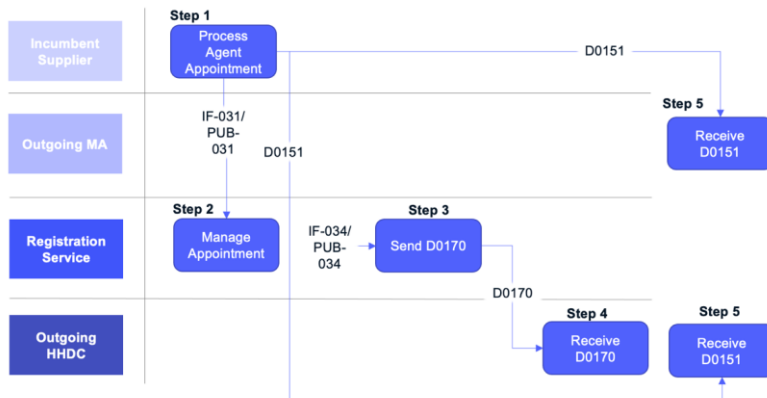 Incumbent
Supplier
Step 1
Process
Agent
Appointment
D0151
IF-031/
PUB-
031
D0151
Outgoing MA
Step 5
Receive
D0151
Registration
Service
Step 2
Manage
Appointment
IF-034/
PUB-
034
Step 3
Send D0170
D0170
Outgoing
HHDC
Step 4
Receive
D0170
Step 5
Receive
D0151